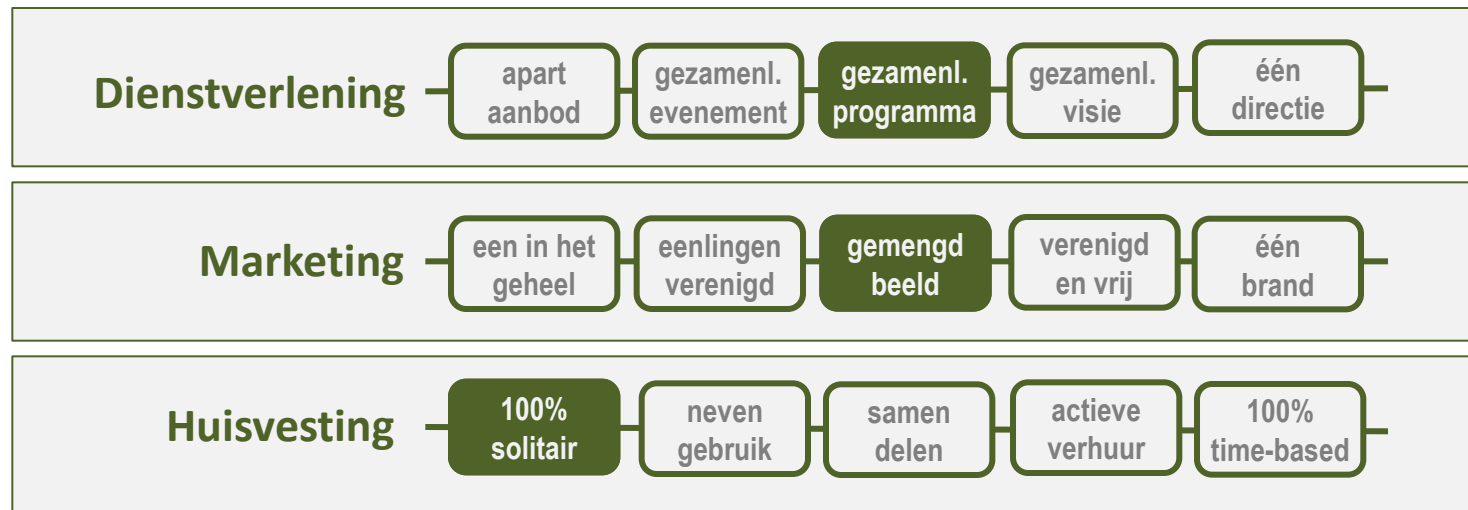 Dienstverlening
apart
aanbod
gezamenl.
evenement
gezamenl.
programma
gezamenl.
visie
één
directie
Marketing
een in het
geheel
eenlingen
verenigd
gemengd
beeld
verenigd
en vrij
één
brand
Huisvesting
100%
solitair
neven
gebruik
samen
delen
actieve
verhuur
100%
time-based